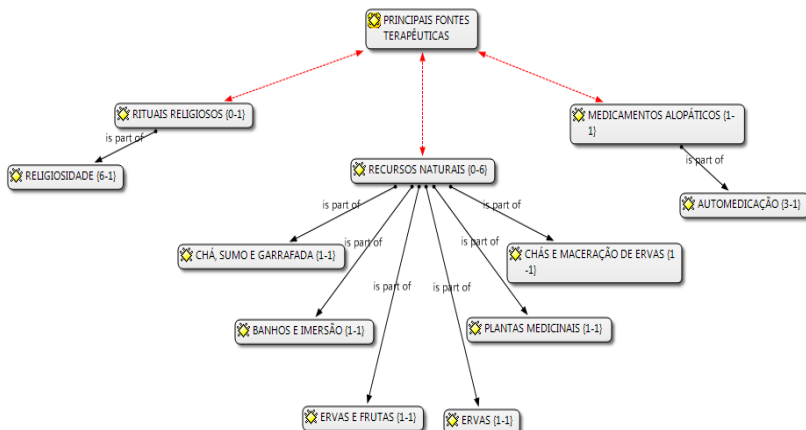 PRINCIPAIS FONTES
TERAPÊUTICAS
RITUAIS RELIGIOSOS {0-1}
MEDICAMENTOS ALOPÁTICOS {1-
1}
is part of
is part of
RELIGIOSIDADE {6-1}
RECURSOS NATURAIS {0-6}
AUTOMEDICAÇÃO {3-1}
is part of
is part of
is part of
is part of
CHÁ, SUMO E GARRAFADA {1-1}
CHÁS E MACERAÇÃO DE ERVAS {1
-1}
is part of
is part of
BANHOS E IMERSÃO {1-1}
PLANTAS MEDICINAIS {1-1}
ERVAS E FRUTAS {1-1}
ERVAS {1-1}